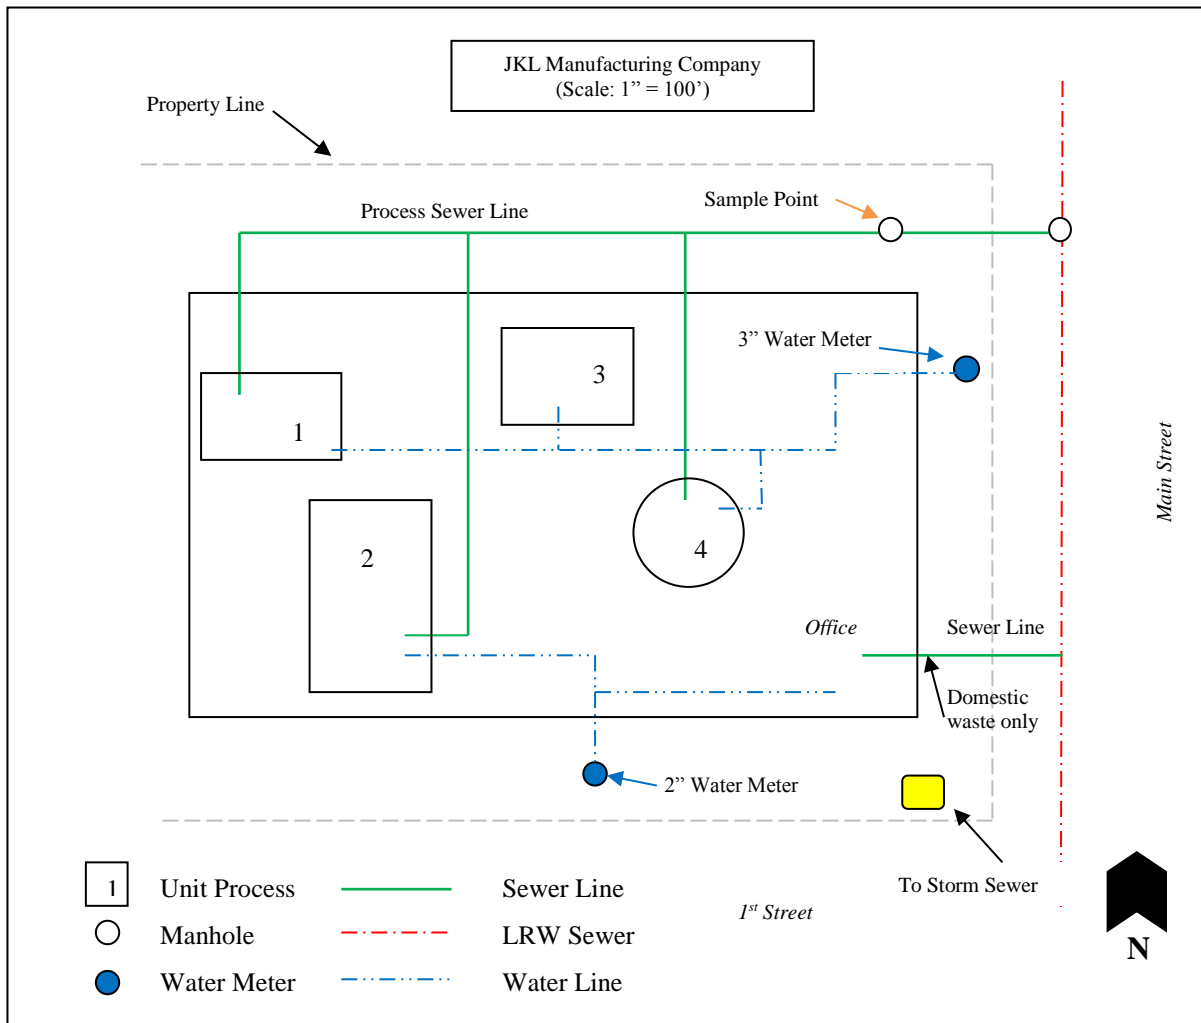 JKL Manufacturing Company
(Scale: 1” = 100’)
Property Line
Sample Point
Process Sewer Line
3” Water Meter
3
1
Main Street
2
4
Office
Sewer Line
Domestic
waste only
2” Water Meter
To Storm Sewer
1 Unit Process
Sewer Line
1st Street
Manhole
LRW Sewer
N
Water Meter
Water Line